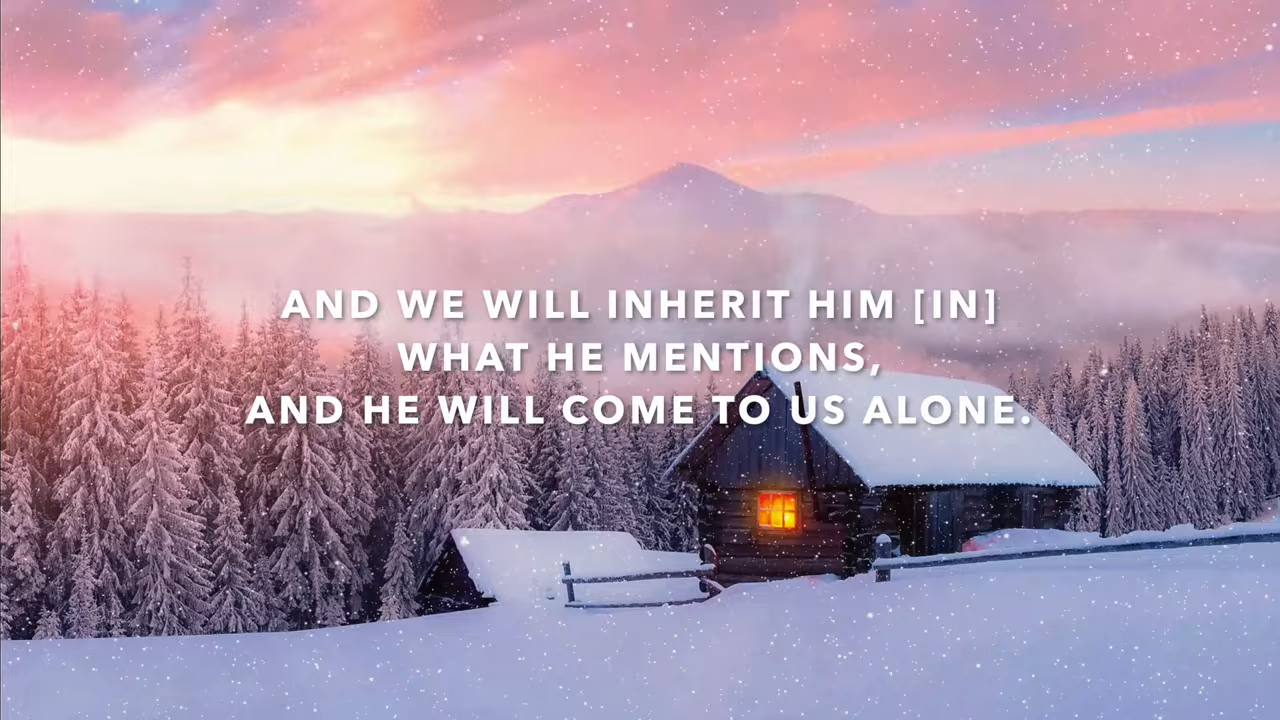 AND WE WILL INHERIT HIM [IN]
WHAT HE MENTIONS,
AND HE WILL COME TO US ALONE.